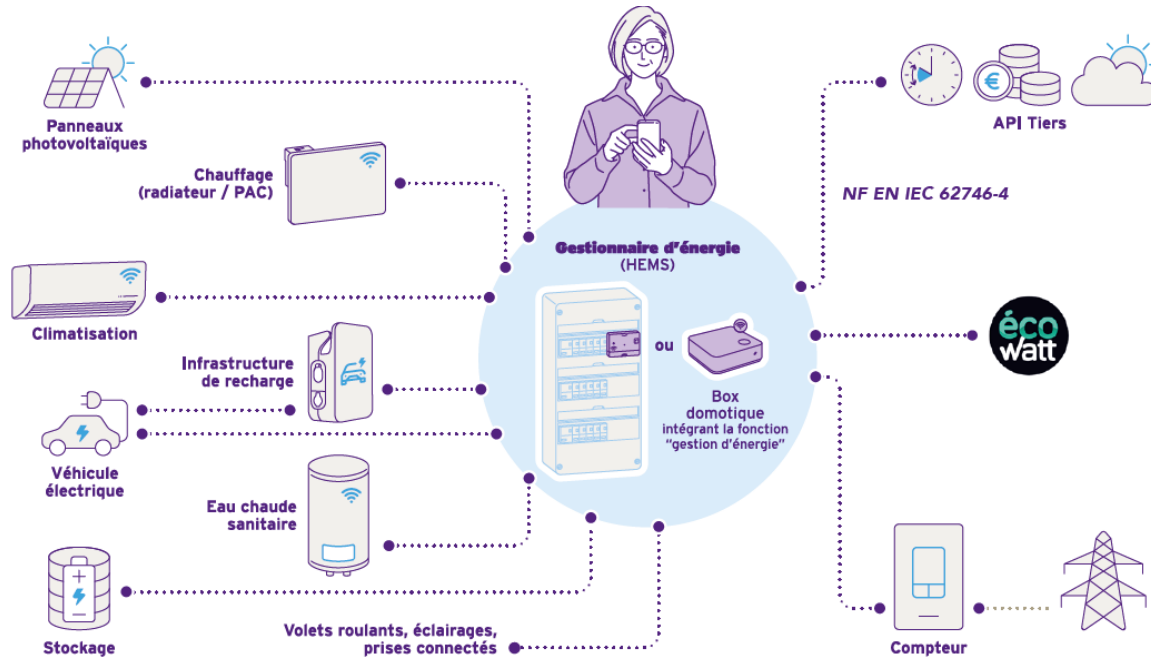 Panneaux
photovoltaïques
API Tiers
Chauffage
(radiateur / PAC)
NF EN IEC 62746-4
Gestionnaire d'énergie
(HEMS)
Climatisation
ou
Infrastructure
de recharge
éco
watt
Box
domotique
intégrant la fonction
"gestion d'énergie"
Véhicule
électrique
Eau chaude
sanitaire
Volets roulants, éclairages,
prises connectés
Stockage
Compteur